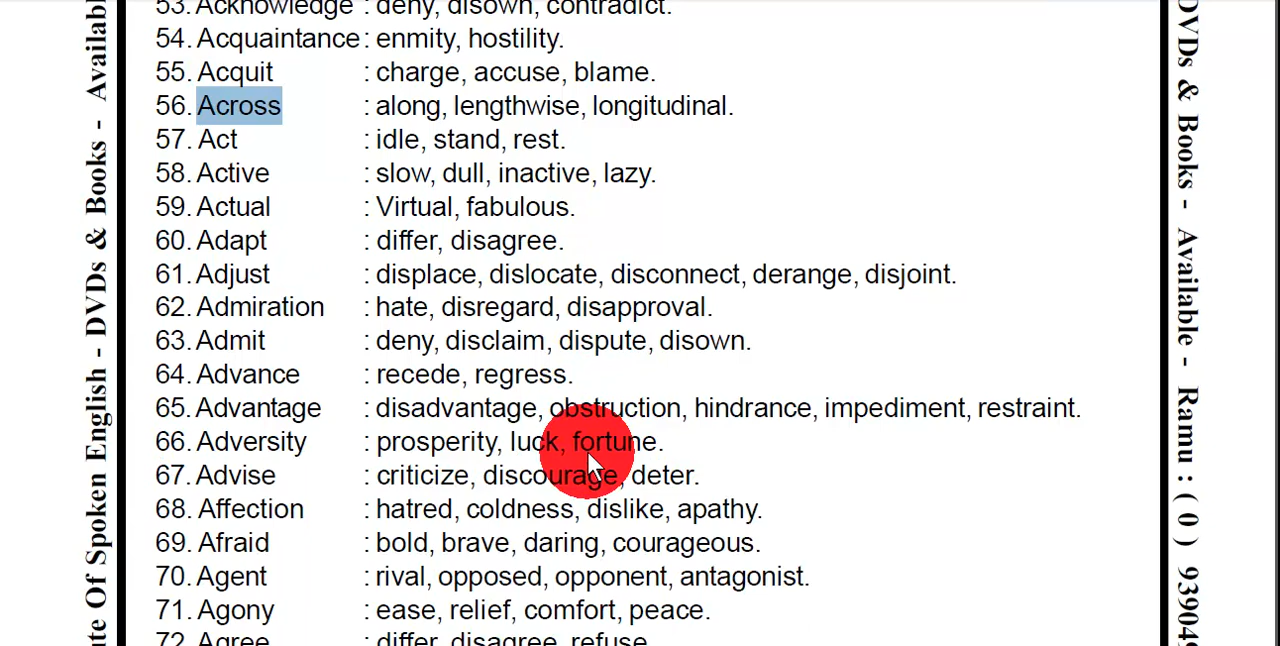 53. Acknowledge : deny, disown, contradict.
54. Acquaintance : enmity, hostility.
55. Acquit : charge, accuse, blame.
56. Across : along, lengthwise, longitudinal.
57. Act : idle, stand, rest.
58. Active : slow, dull, inactive, lazy.
59. Actual : Virtual, fabulous.
60. Adapt : differ, disagree.
61. Adjust : displace, dislocate, disconnect, derange, disjoint.
62. Admiration : hate, disregard, disapproval.
63. Admit : deny, disclaim, dispute, disown.
64. Advance : recede, regress.
65. Advantage : disadvantage, obstruction, hindrance, impediment, restraint.
66. Adversity : prosperity, luck, fortune.
67. Advise : criticize, discourage, deter.
68. Affection : hatred, coldness, dislike, apathy.
69. Afraid : bold, brave, daring, courageous.
70. Agent : rival, opposed, opponent, antagonist.
71. Agony : ease, relief, comfort, peace.
72. Agree : differ, disagree, refuse
Of Spoken English - DVDs & Books - Availabl
DVDs & Books - Available - Ramu : ( 0 ) 93904